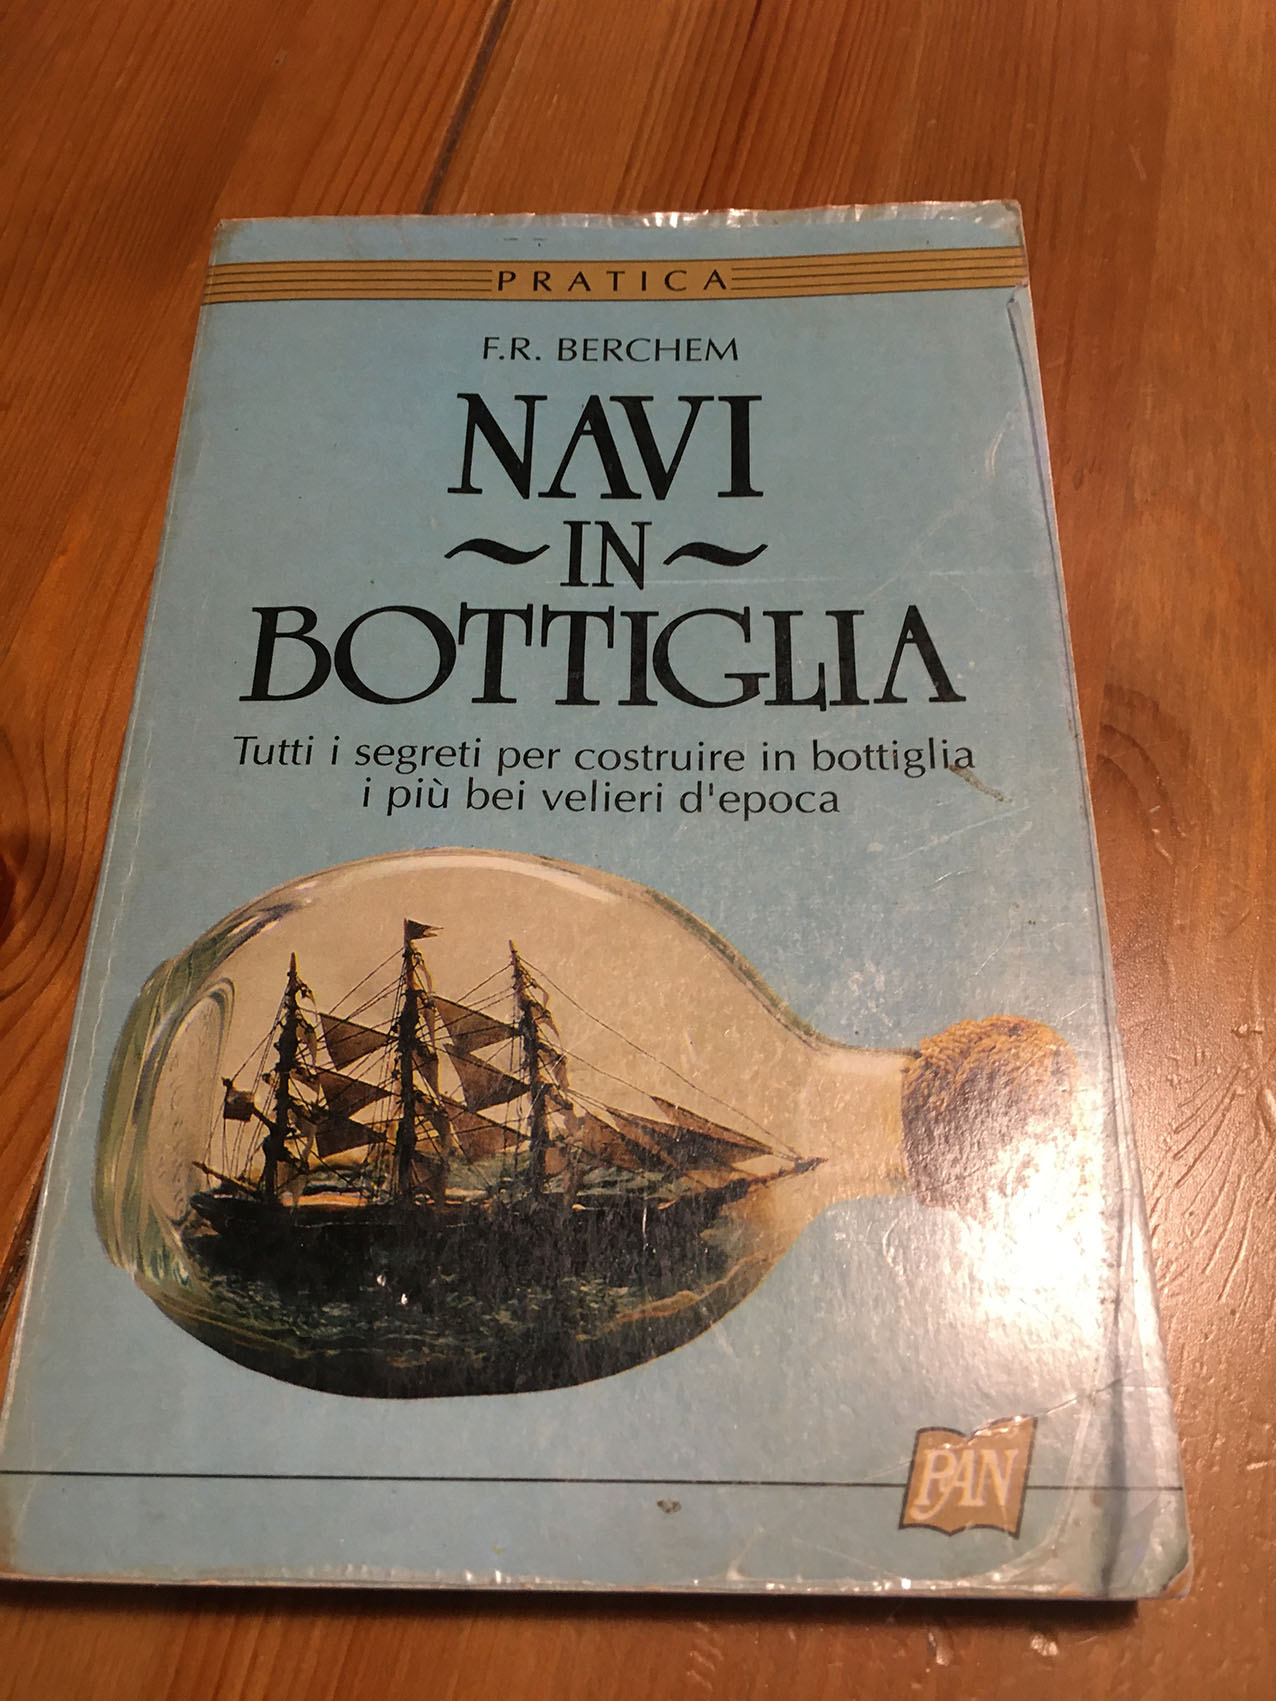 PRATICA
F.R. BERCHEM
NAVI
~IN~
BOTTIGLIA
Tutti i segreti per costruire in bottiglia
i più bei velieri d'epoca
PAN